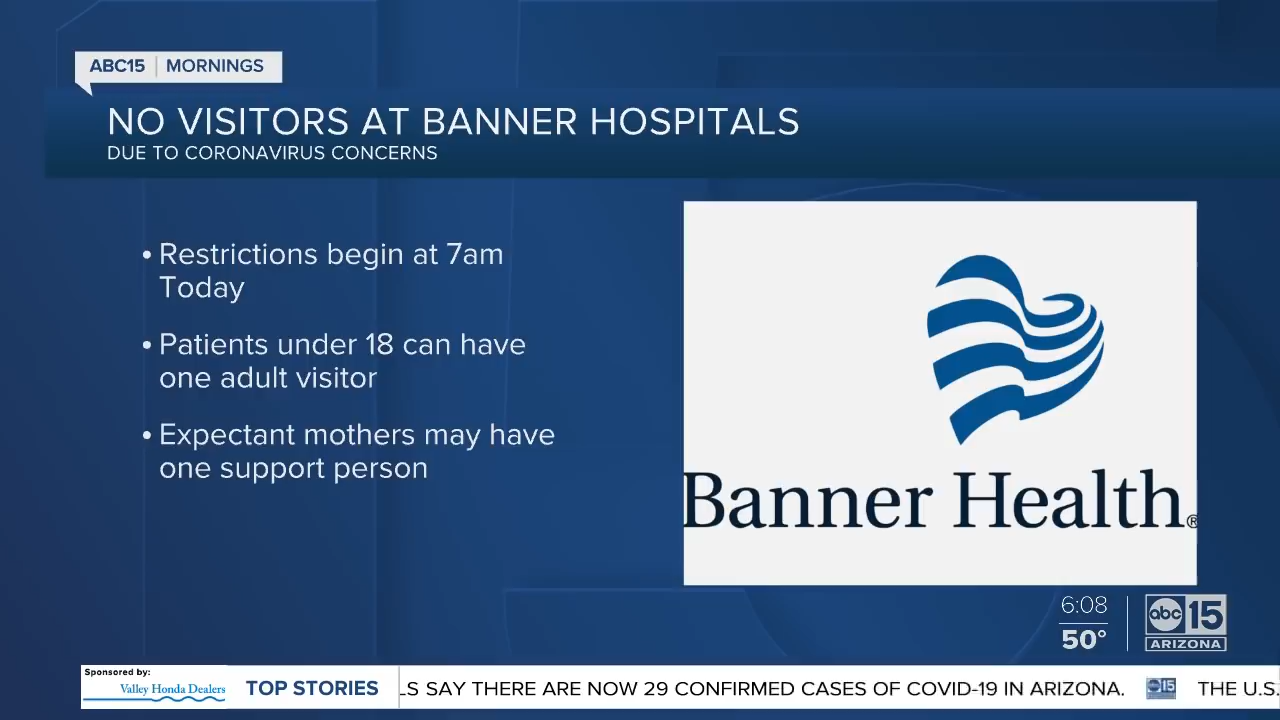 ABC15 | MORNINGS
NO VISITORS AT BANNER HOSPITALS
DUE TO CORONAVIRUS CONCERNS
• Restrictions begin at 7am
Today
• Patients under 18 can have
one adult visitor
• Expectant mothers may have
one support person
Banner Health®
6:08
50°
abc 15
ARIZONA
Sponsored by:
Valley Honda Dealers
TOP STORIES
LS SAY THERE ARE NOW 29 CONFIRMED CASES OF COVID-19 IN ARIZONA. abc15 THE U.S.